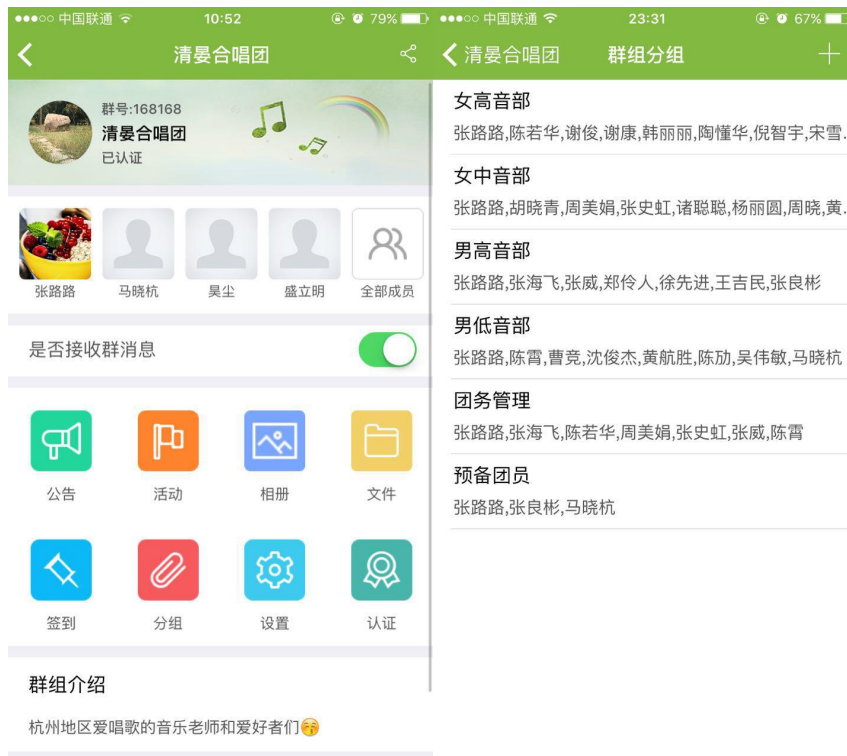 中国联通 10:52 79%
清晏合唱团
群号:168168
清晏合唱团
已认证
张路路 马晓杭 昊尘 盛立明 全部成员
是否接收群消息
公告 活动 相册 文件
签到 分组 设置 认证
群组介绍
杭州地区爱唱歌的音乐老师和爱好者们😚
中国联通 23:31 67%
清晏合唱团 群组分组
女高音部
张路路,陈若华,谢俊,谢康,韩丽丽,陶懂华,倪智宇,宋雪.
女中音部
张路路,胡晓青,周美娟,张史虹,诸聪聪,杨丽圆,周晓,黄.
男高音部
张路路,张海飞,张威,郑伶人,徐先进,王吉民,张良彬
男低音部
张路路,陈霄,曹竞,沈俊杰,黄航胜,陈劢,吴伟敏,马晓杭
团务管理
张路路,张海飞,陈若华,周美娟,张史虹,张威,陈霄
预备团员
张路路,张良彬,马晓杭